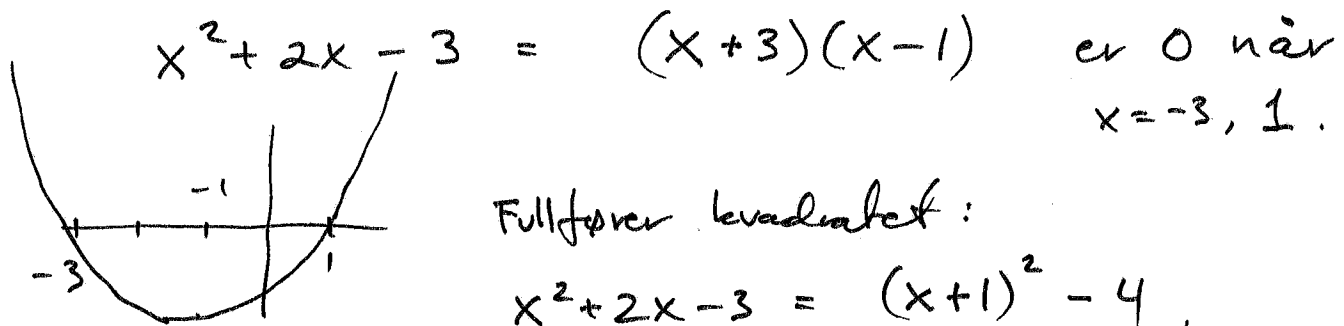 x² + 2x - 3 = (x+3)(x-1) er 0 når
x = -3, 1.
-1
-3
1
Fullfører kvadratet:
x² + 2x - 3 = (x+1)² - 4.